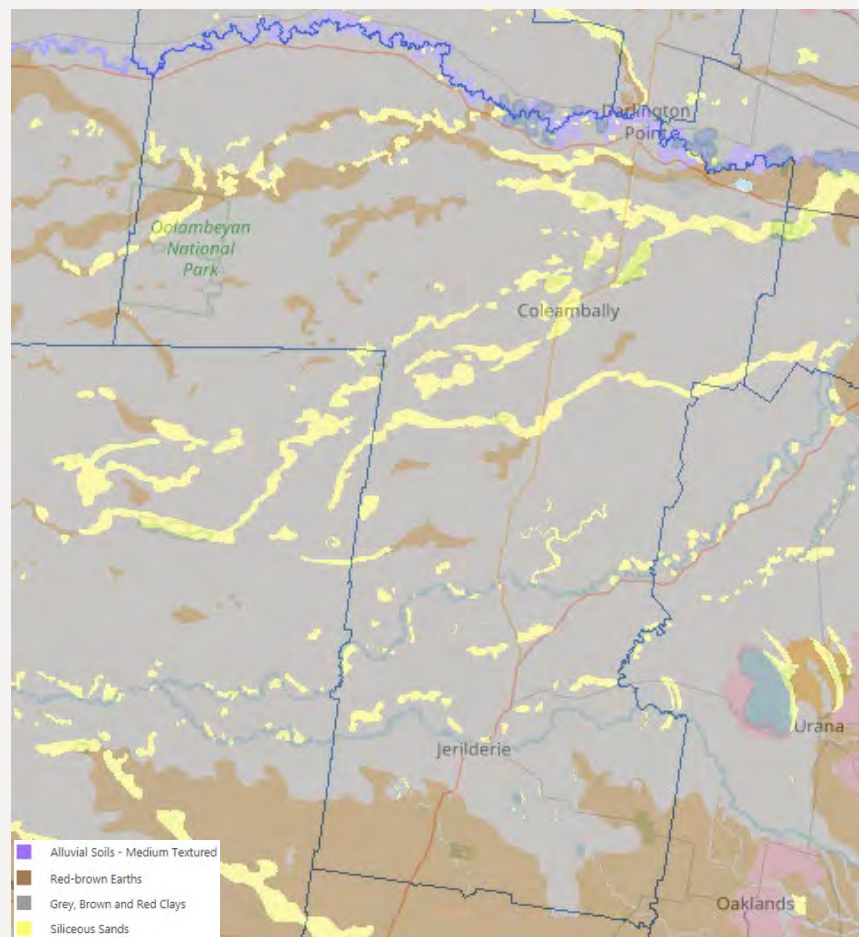 Darlington
Pointe
Oolambeyan
National
Park
Coleambally
Urana
Jerilderie
Oaklands
Alluvial Soils - Medium Textured
Red-brown Earths
Grey, Brown and Red Clays
Siliceous Sands